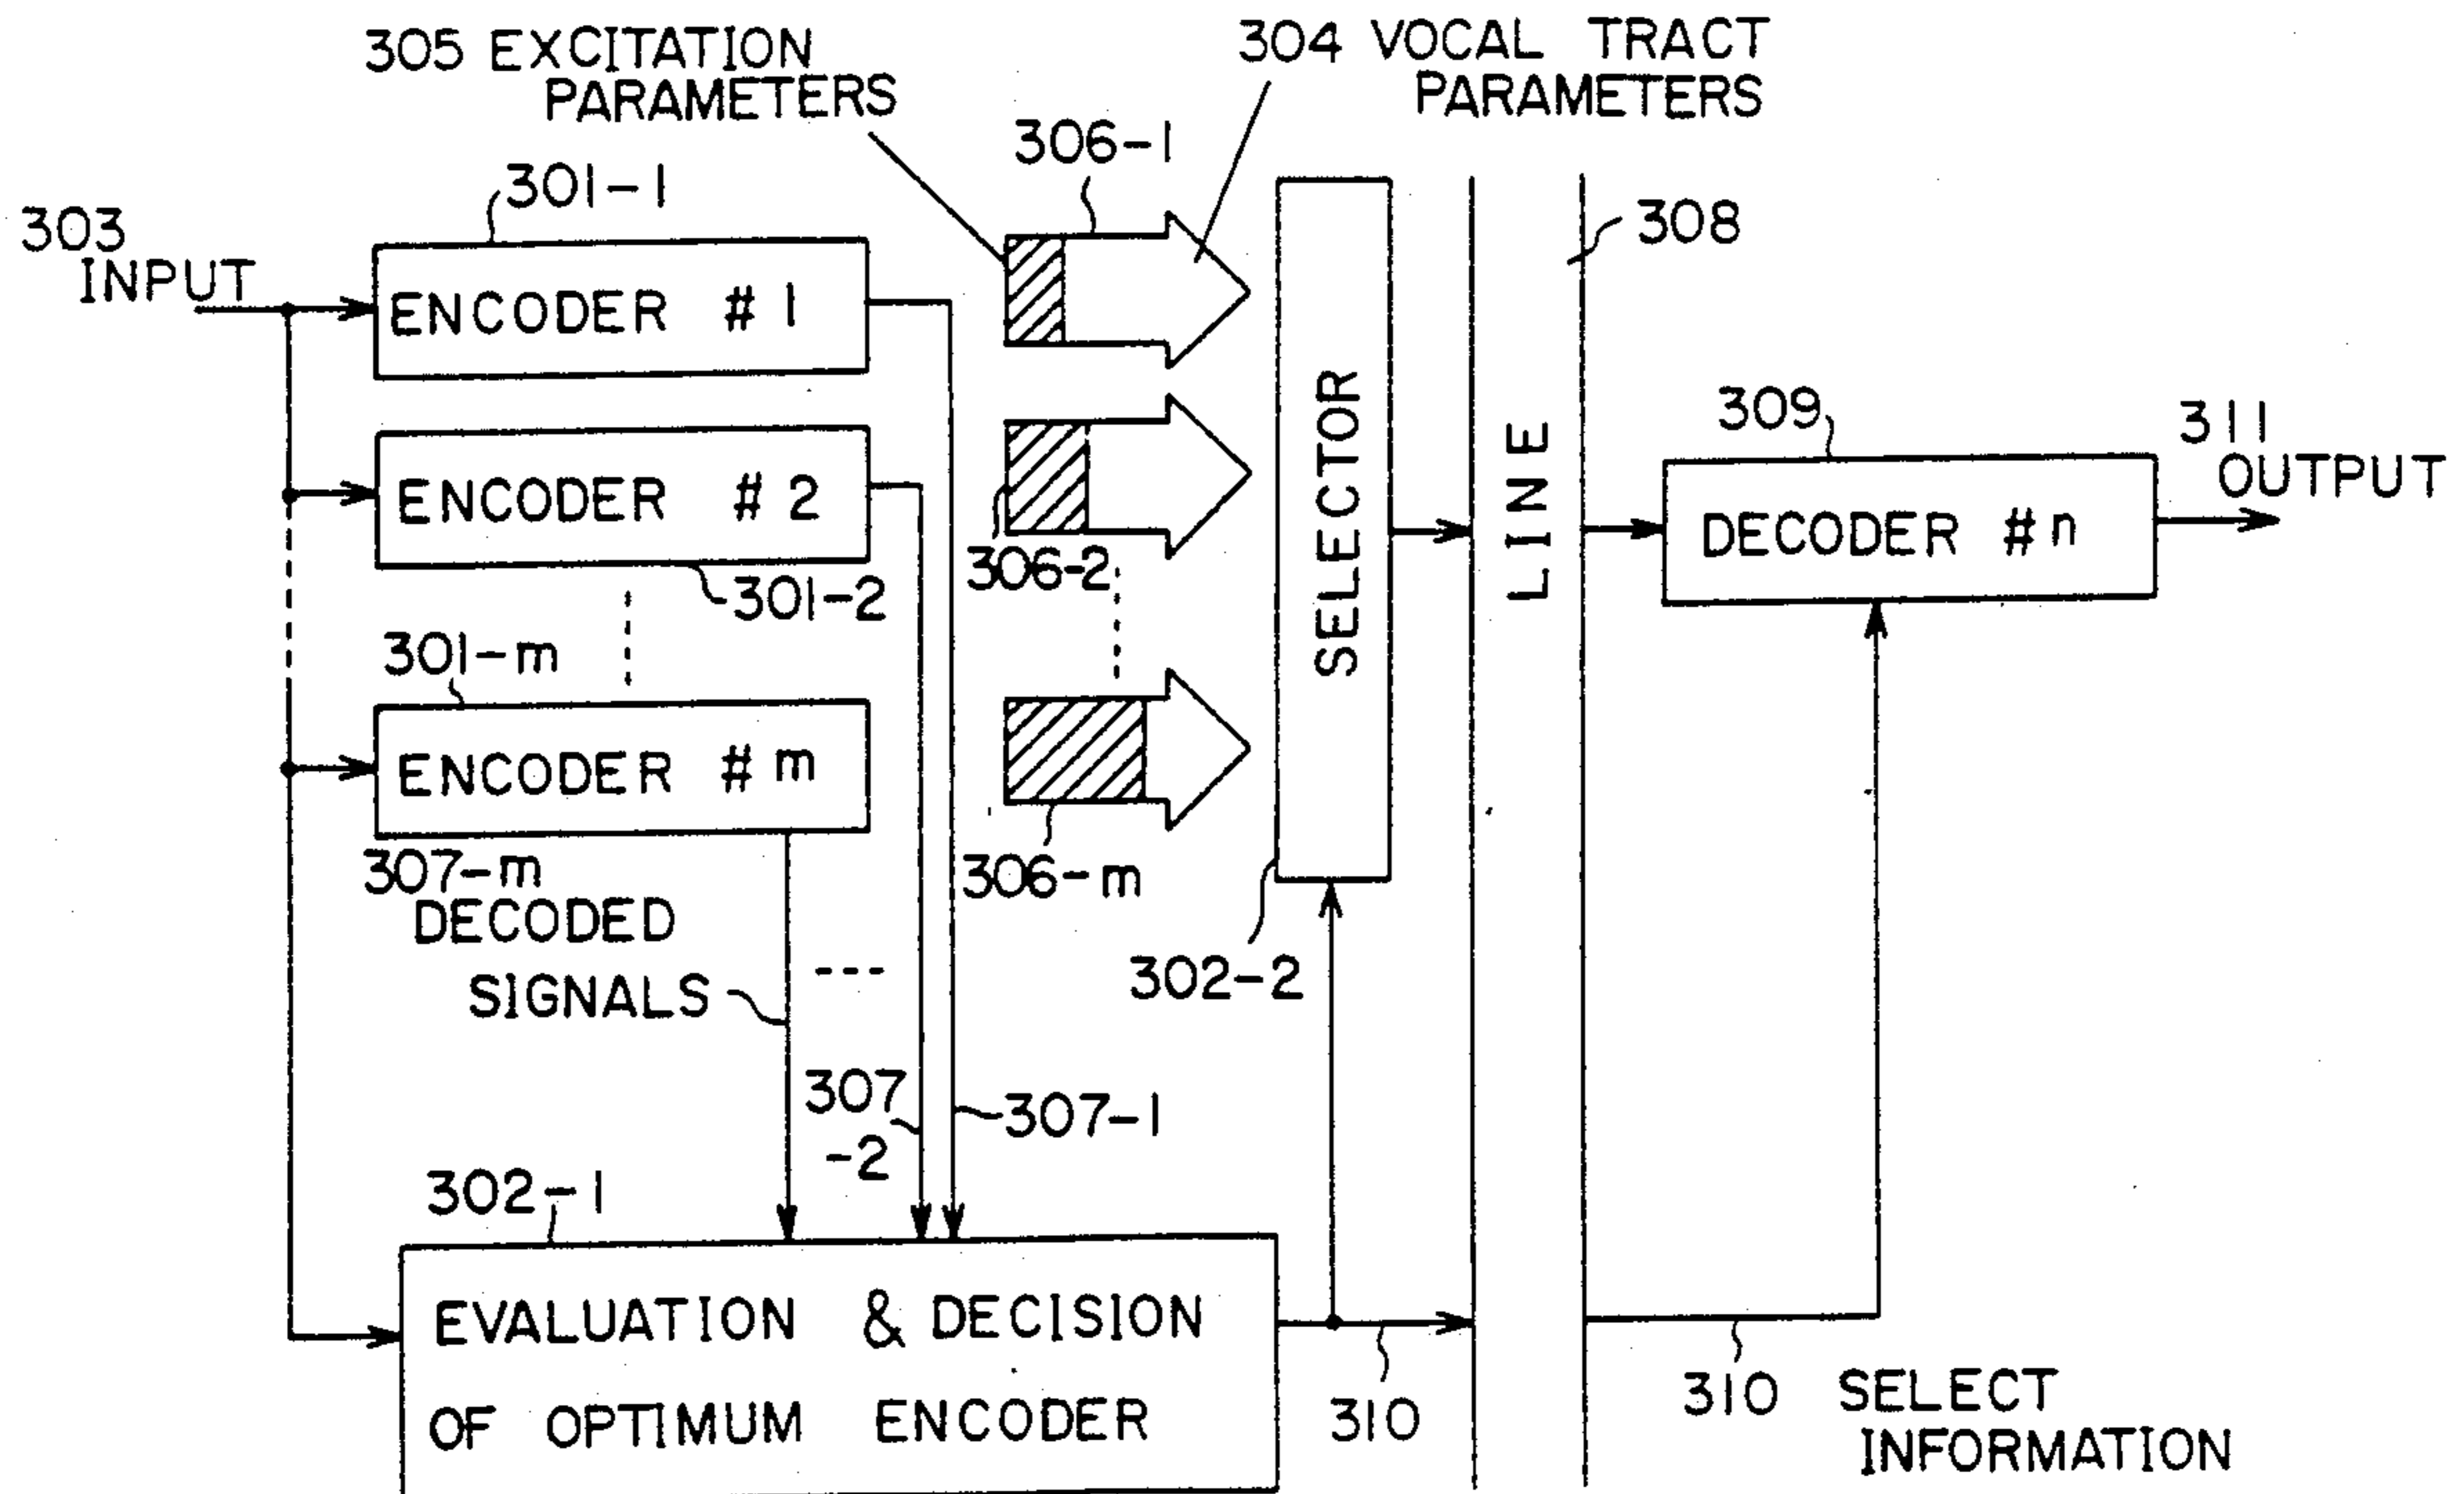 305 EXCITATION
PARAMETERS
304 VOCAL TRACT
PARAMETERS
306-1
301-1
303
INPUT
308
ENCODER #1
309
311
OUTPUT
SELECTOR
LINE
ENCODER #2
DECODER #n
306-2
301-2
301-m
ENCODER #m
307-m
DECODED
SIGNALS
306-m
302-2
307
-2
307-1
302-1
EVALUATION & DECISION
OF OPTIMUM ENCODER
310
310 SELECT
INFORMATION